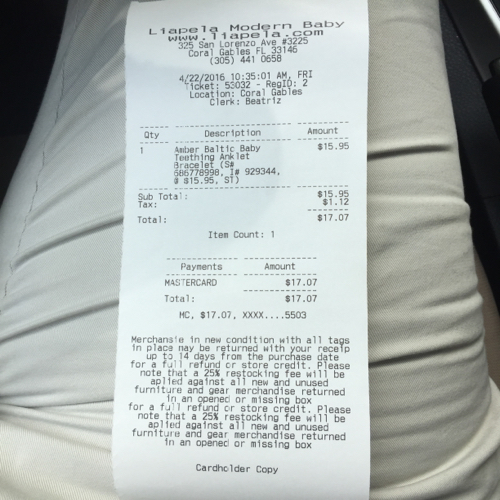 Liapela Modern Baby
www.liapela.com
325 San Lorenzo Ave #3225
Coral Gables FL 33146
(305) 441 0658
4/22/2016 10:35:01 AM, FRI
Ticket: 53032 - RegID: 2
Location: Coral Gables
Clerk: Beatriz
Qty Description Amount
1 Amber Baltic Baby $15.95
Teething Anklet
Bracelet (S#
686778998, I# 929344,
@ $15.95, S1)
Sub Total: $15.95
Tax: $1.12
Total: $17.07
Item Count: 1
Payments Amount
MASTERCARD $17.07
Total: $17.07
MC, $17.07, XXXX....5503
Merchansie in new condition with all tags
in place may be returned with your receip
up to 14 days from the purchase date
for a full refund or store credit. Please
note that a 25% restocking fee will be
aplied against all new and unused
furniture and gear merchandise returned
in an opened or missing box
for a full refund or store credit. Please
note that a 25% restocking fee will be
aplied against all new and unused
furniture and gear merchandise returned
in an opened or missing box
Cardholder Copy